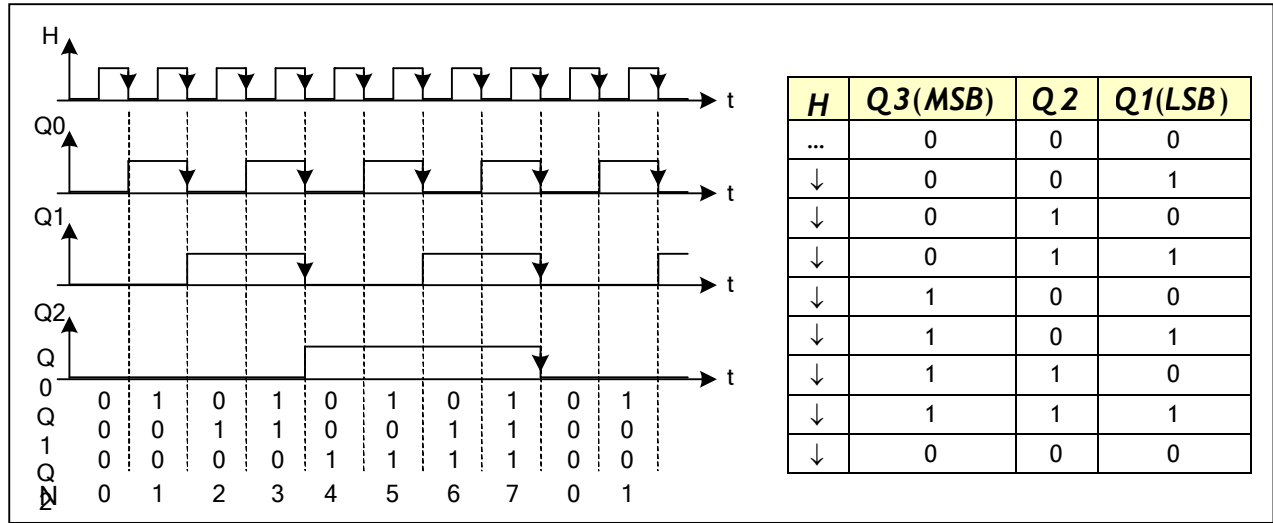 H
t
Q0
t
Q1
t
Q2
t
Q
0 0 1 0 1 0 1 0 1 0 1
Q 0 0 1 1 0 0 1 1 0 0
1
0 0 0 0 1 1 1 1 0 0
Q
2
N 0 1 2 3 4 5 6 7 0 1
H Q3(MSB) Q2 Q1(LSB)
... 0 0 0
↓ 0 0 1
↓ 0 1 0
↓ 0 1 1
↓ 1 0 0
↓ 1 0 1
↓ 1 1 0
↓ 1 1 1
↓ 0 0 0